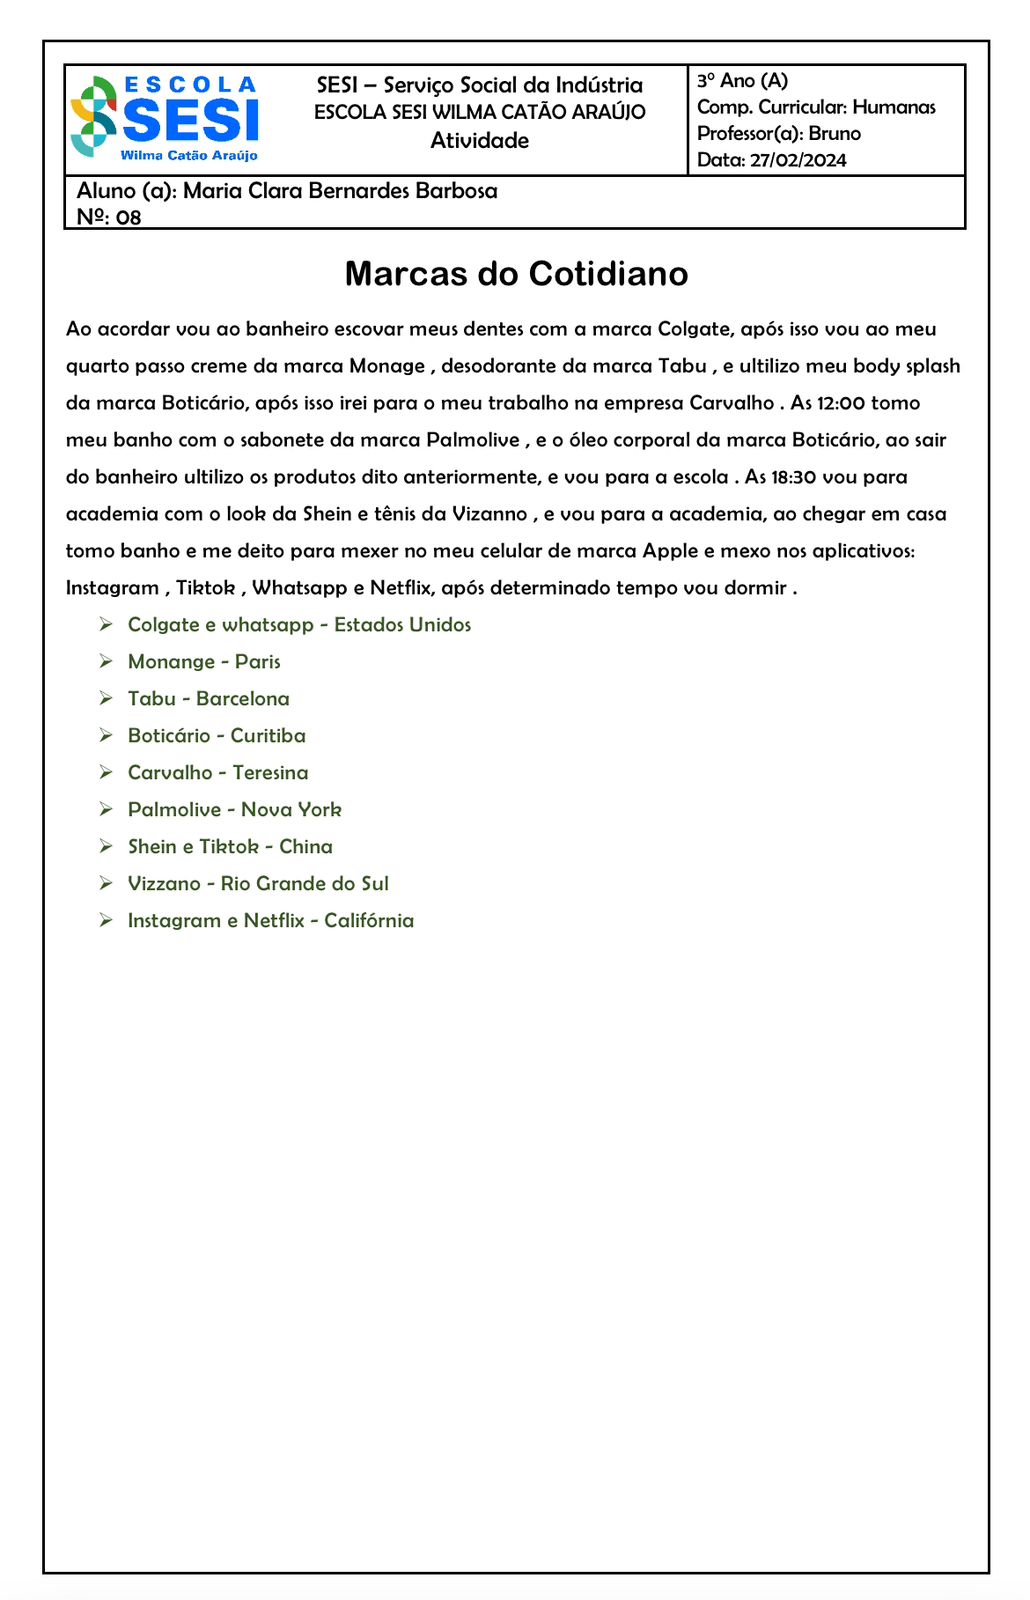 ESCOLA
SESI
Wilma Catão Araújo
SESI – Serviço Social da Indústria
ESCOLA SESI WILMA CATÃO ARAÚJO
Atividade
3º Ano (A)
Comp. Curricular: Humanas
Professor(a): Bruno
Data: 27/02/2024
Aluno (a): Maria Clara Bernardes Barbosa
Nº: 08
Marcas do Cotidiano
Ao acordar vou ao banheiro escovar meus dentes com a marca Colgate, após isso vou ao meu
quarto passo creme da marca Monage , desodorante da marca Tabu , e ultilizo meu body splash
da marca Boticário, após isso irei para o meu trabalho na empresa Carvalho . As 12:00 tomo
meu banho com o sabonete da marca Palmolive , e o óleo corporal da marca Boticário, ao sair
do banheiro ultilizo os produtos dito anteriormente, e vou para a escola . As 18:30 vou para
academia com o look da Shein e tênis da Vizanno , e vou para a academia, ao chegar em casa
tomo banho e me deito para mexer no meu celular de marca Apple e mexo nos aplicativos:
Instagram , Tiktok , Whatsapp e Netflix, após determinado tempo vou dormir .
➢ Colgate e whatsapp - Estados Unidos
➢ Monange - Paris
➢ Tabu - Barcelona
➢ Boticário - Curitiba
➢ Carvalho - Teresina
➢ Palmolive - Nova York
➢ Shein e Tiktok - China
➢ Vizzano - Rio Grande do Sul
➢ Instagram e Netflix - Califórnia